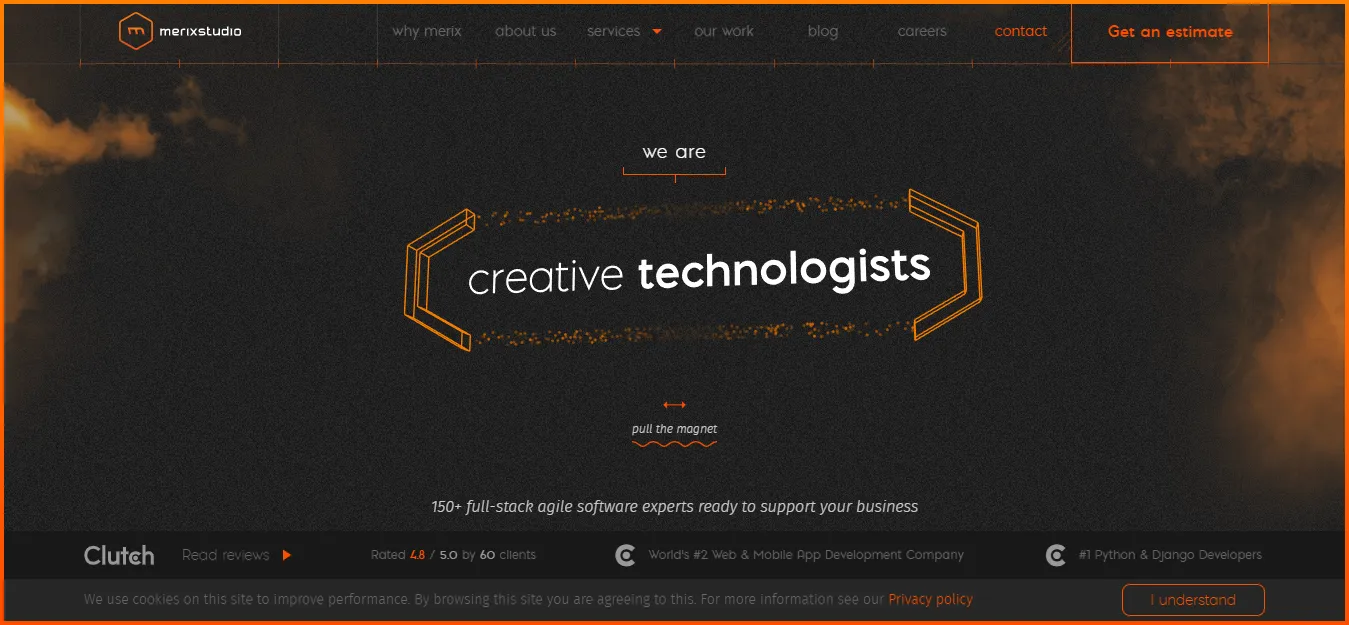 merixstudio
why merix about us services our work blog careers contact Get an estimate
we are
creative technologists
pull the magnet
150+ full-stack agile software experts ready to support your business
Clutch Read reviews Rated 4.8 / 5.0 by 60 clients World's #2 Web & Mobile App Development Company #1 Python & Django Developers
We use cookies on this site to improve performance. By browsing this site you are agreeing to this. For more information see our Privacy policy I understand